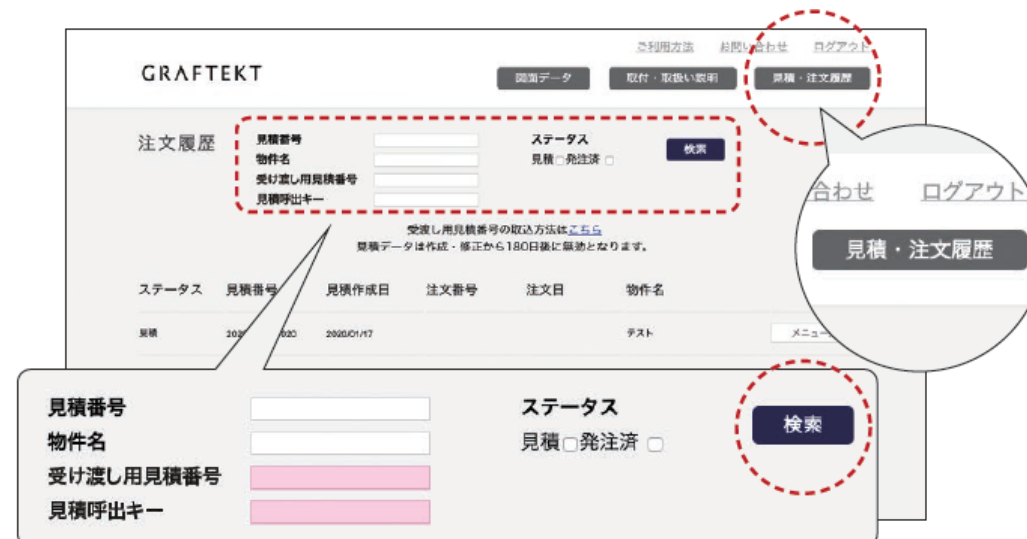 ご利用方法 お問い合わせ ログアウト
GRAFTEKT
図面データ 取付・取扱い説明 見積・注文履歴
注文履歴
見積番号
物件名
受け渡し用見積番号
見積呼出キー
ステータス
見積 発注済
検索
合わせ ログアウト
見積・注文履歴
受渡し用見積番号の取込方法はこちら
見積データは作成・修正から180日後に無効となります。
ステータス 見積番号 見積作成日 注文番号 注文日 物件名
見積 2020/01/17 テスト メニュー
見積番号
物件名
受け渡し用見積番号
見積呼出キー
ステータス
見積 発注済
検索